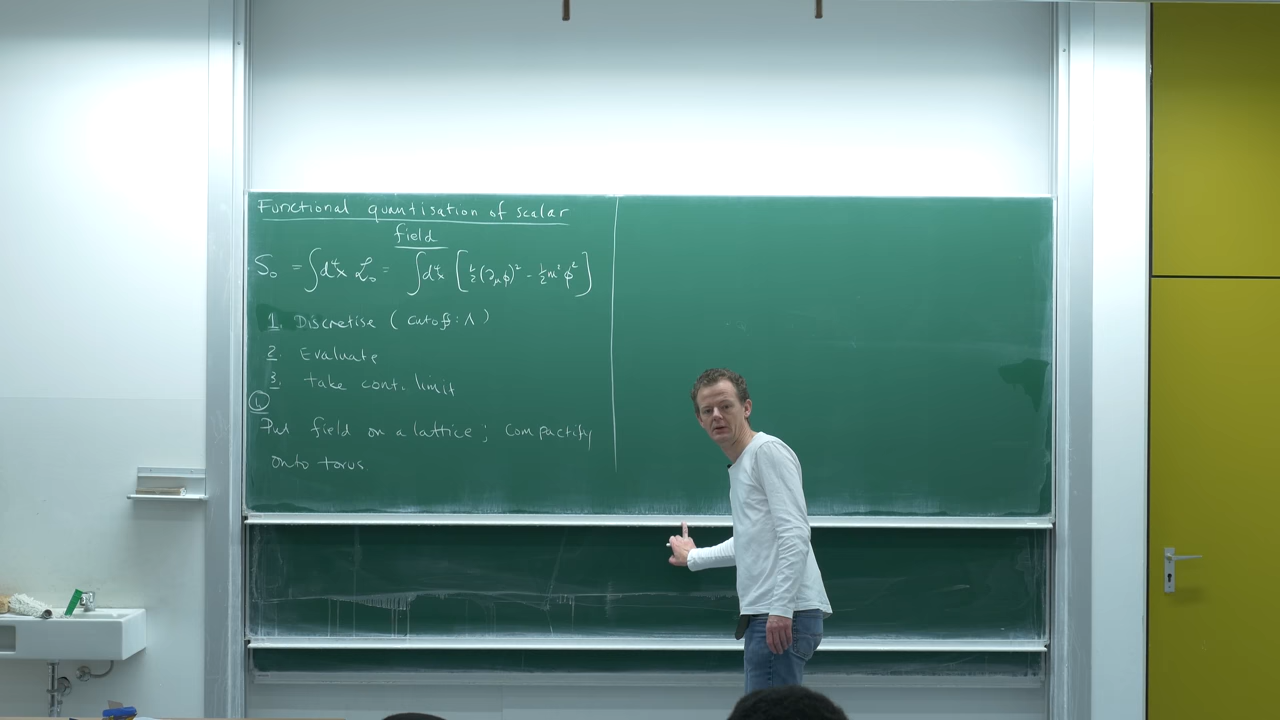 Functional quantisation of scalar
field
S₀ = ∫d⁴x ℒ₀ = ∫d⁴x [½(∂_μφ)² - ½m²φ²]
1. Discretise (cutoff: Λ)
2. Evaluate
3. take cont. limit
①
Put field on a lattice; compactify
onto torus